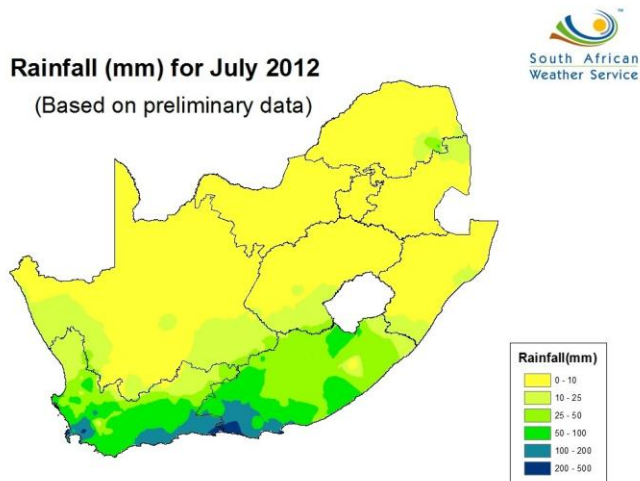 South African
Weather Service
Rainfall (mm) for July 2012
(Based on preliminary data)
Rainfall(mm)
0 - 10
10 - 25
25 - 50
50 - 100
100 - 200
200 - 500